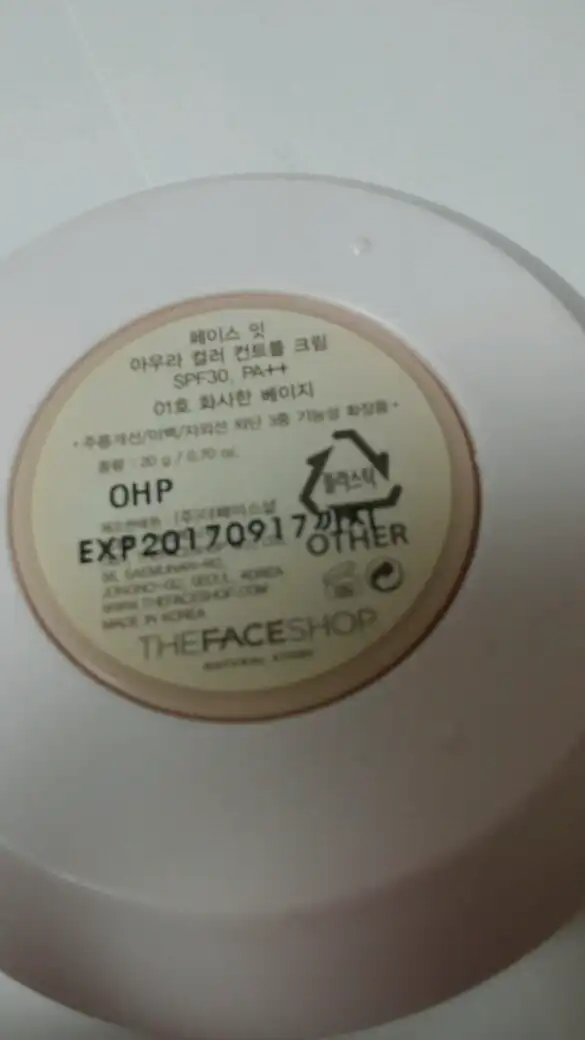 페이스 잇
아우라 컬러 컨트롤 크림
SPF30, PA++
01호 화사한 베이지
• 주름개선/미백/자외선 차단 3중 기능성 화장품 •
중량 : 20 g / 0.70 oz.
OHP
플라스틱
EXP20170917까지
OTHER
JONGNO-GU, SEOUL, KOREA
WWW.THEFACESHOP.COM
MADE IN KOREA
THEFACESHOP